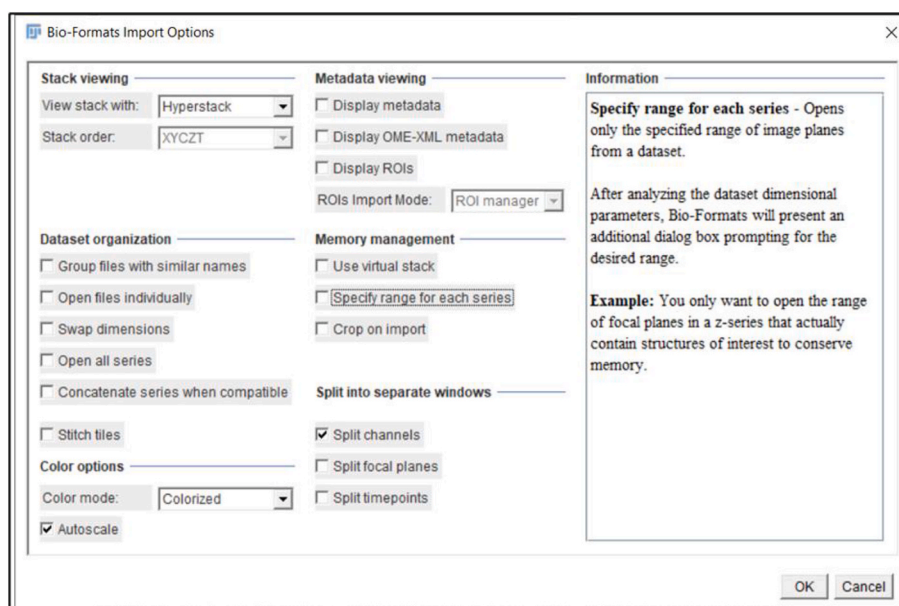 Bio-Formats Import Options
Stack viewing
View stack with: Hyperstack
Stack order: XYCZT
Metadata viewing
Display metadata
Display OME-XML metadata
Display ROIs
ROIs Import Mode: ROI manager
Dataset organization
Group files with similar names
Open files individually
Swap dimensions
Open all series
Concatenate series when compatible
Stitch tiles
Memory management
Use virtual stack
Specify range for each series
Crop on import
Split into separate windows
Split channels
Split focal planes
Split timepoints
Color options
Color mode: Colorized
Autoscale
Information
Specify range for each series - Opens
only the specified range of image planes
from a dataset.
After analyzing the dataset dimensional
parameters, Bio-Formats will present an
additional dialog box prompting for the
desired range.
Example: You only want to open the range
of focal planes in a z-series that actually
contain structures of interest to conserve
memory.
OK Cancel